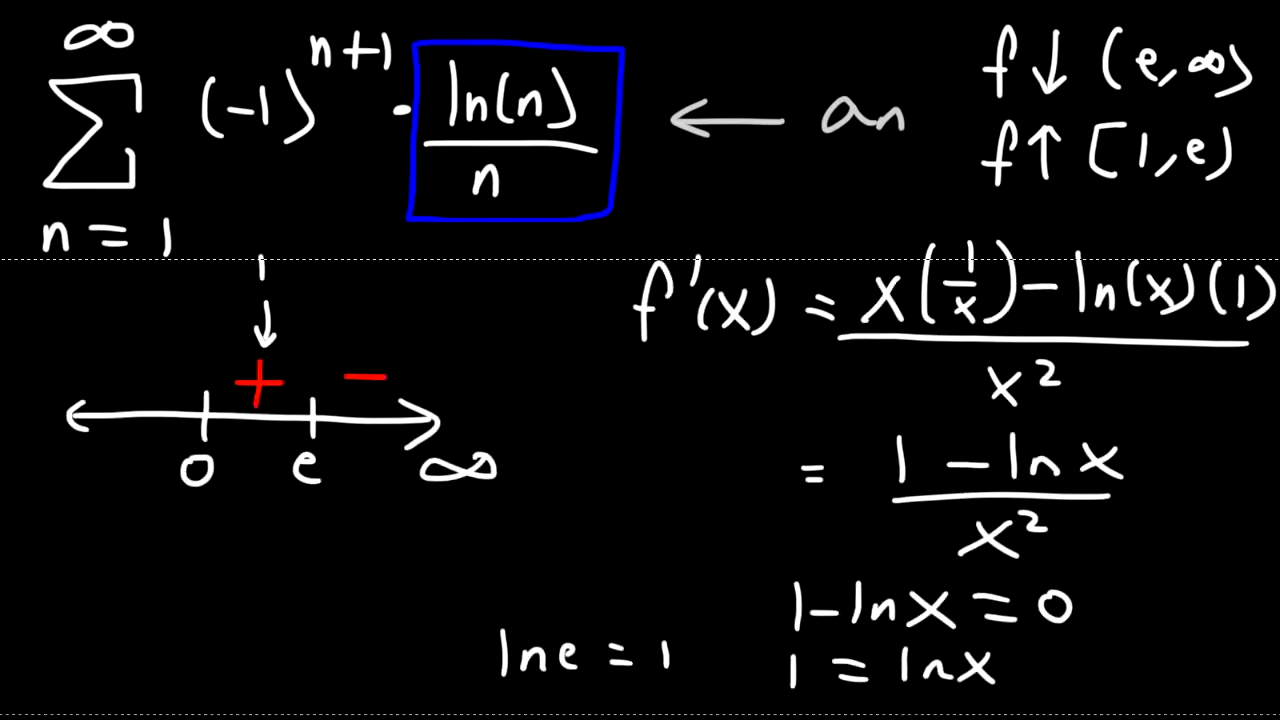 ∞
∑ (-1)^{n+1} · ln(n)/n ← an
n = 1
f↓ (e,∞)
f↑ [1,e)
f'(x) = x(1/x) - ln(x)(1) / x²
= 1 - ln x / x²
+ -
0 e ∞
1 - ln x = 0
ln e = 1
1 = ln x